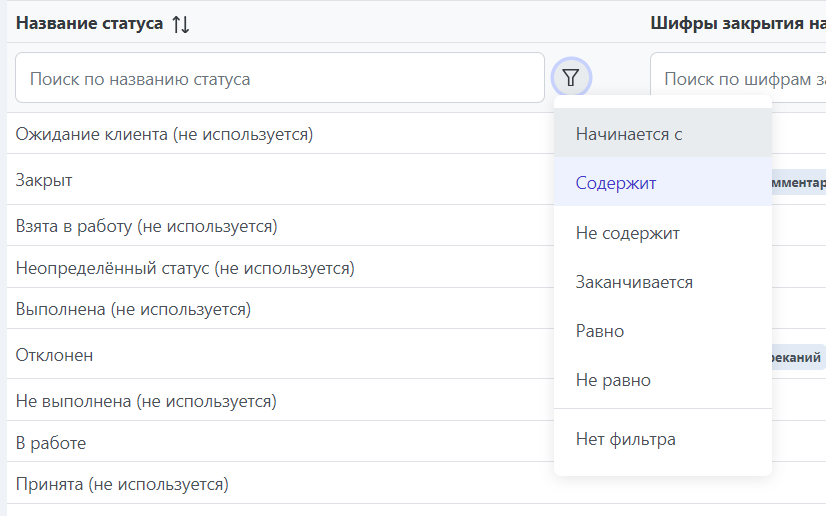 Название статуса
Шифры закрытия на
Поиск по названию статуса
Поиск по шифрам за
Ожидание клиента (не используется)
Начинается с
Закрыт
Содержит
мментар
Взята в работу (не используется)
Не содержит
Неопределённый статус (не используется)
Заканчивается
Выполнена (не используется)
Равно
Отклонен
реканий
Не выполнена (не используется)
Не равно
В работе
Нет фильтра
Принята (не используется)